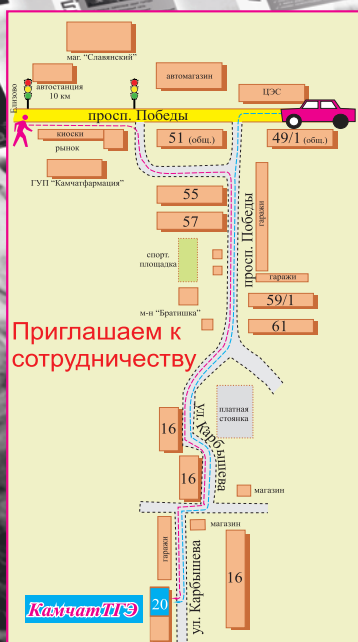 маг. "Славянский"
автостанция
10 км
автомагазин
ЦЭС
Елизово
просп. Победы
киоски
рынок
51 (общ.)
49/1 (общ.)
ГУП "Камчатфармация"
55
57
гаражи
просп. Победы
спорт.
площадка
гаражи
59/1
м-н "Братишка"
61
Приглашаем к
сотрудничеству
платная
стоянка
ул. Карбышева
16
16
магазин
магазин
гаражи
ул. Карбышева
16
КамчатТГЭ
20